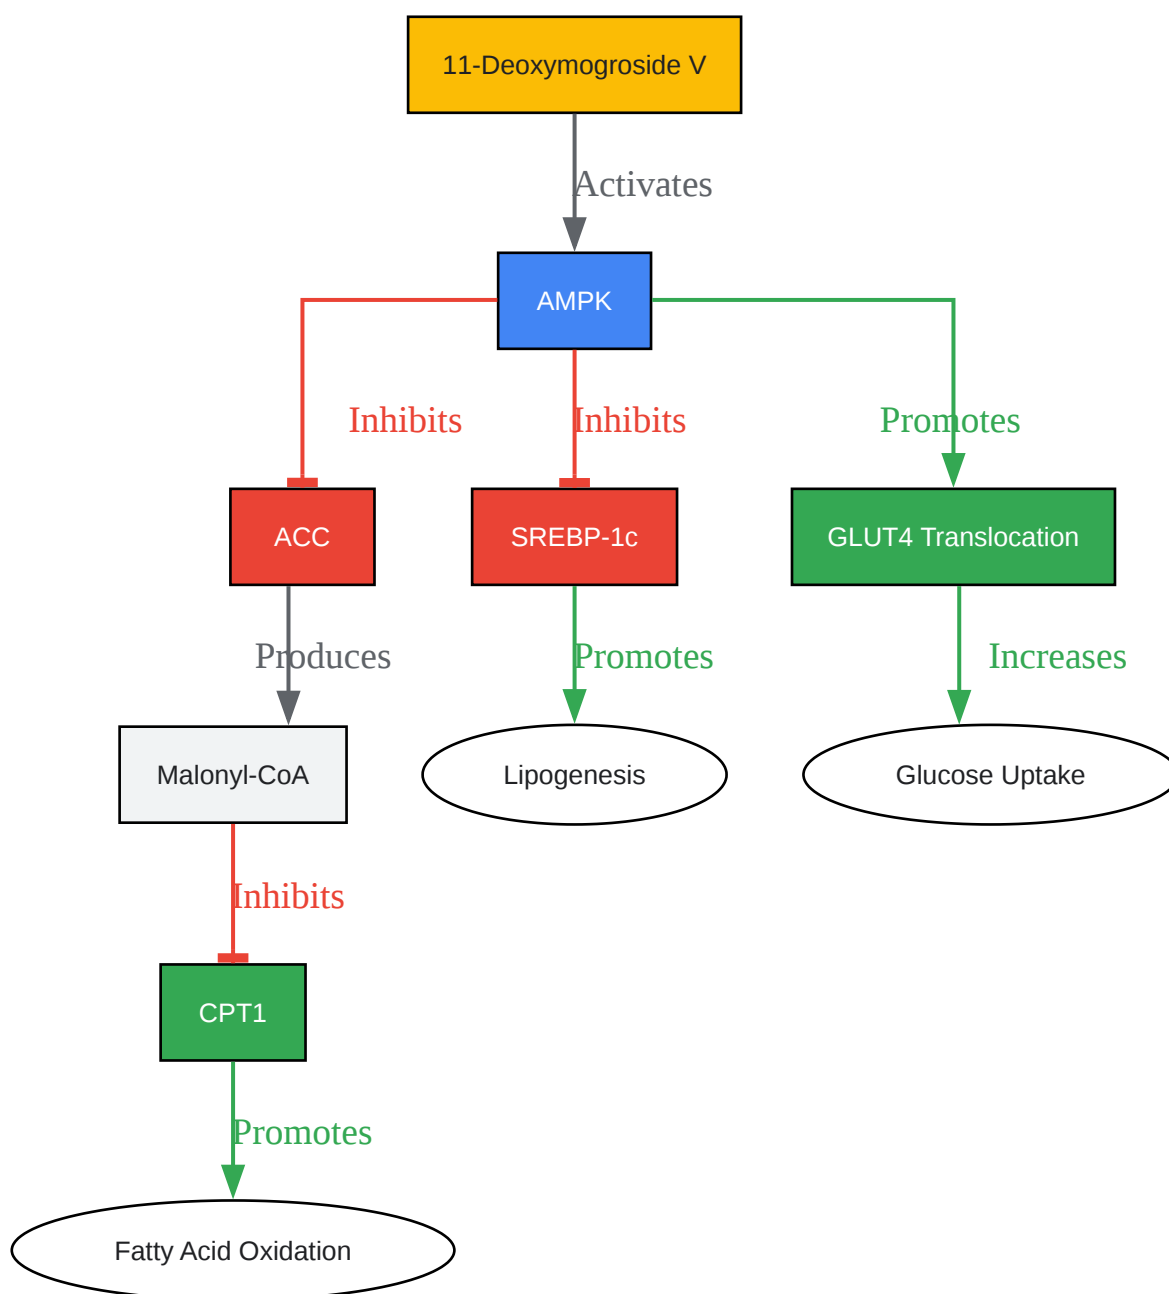 11-Deoxymogroside V
Activates
AMPK
Inhibits
Inhibits
Promotes
ACC
SREBP-1c
GLUT4 Translocation
Produces
Promotes
Increases
Malonyl-CoA
Lipogenesis
Glucose Uptake
Inhibits
CPT1
Promotes
Fatty Acid Oxidation